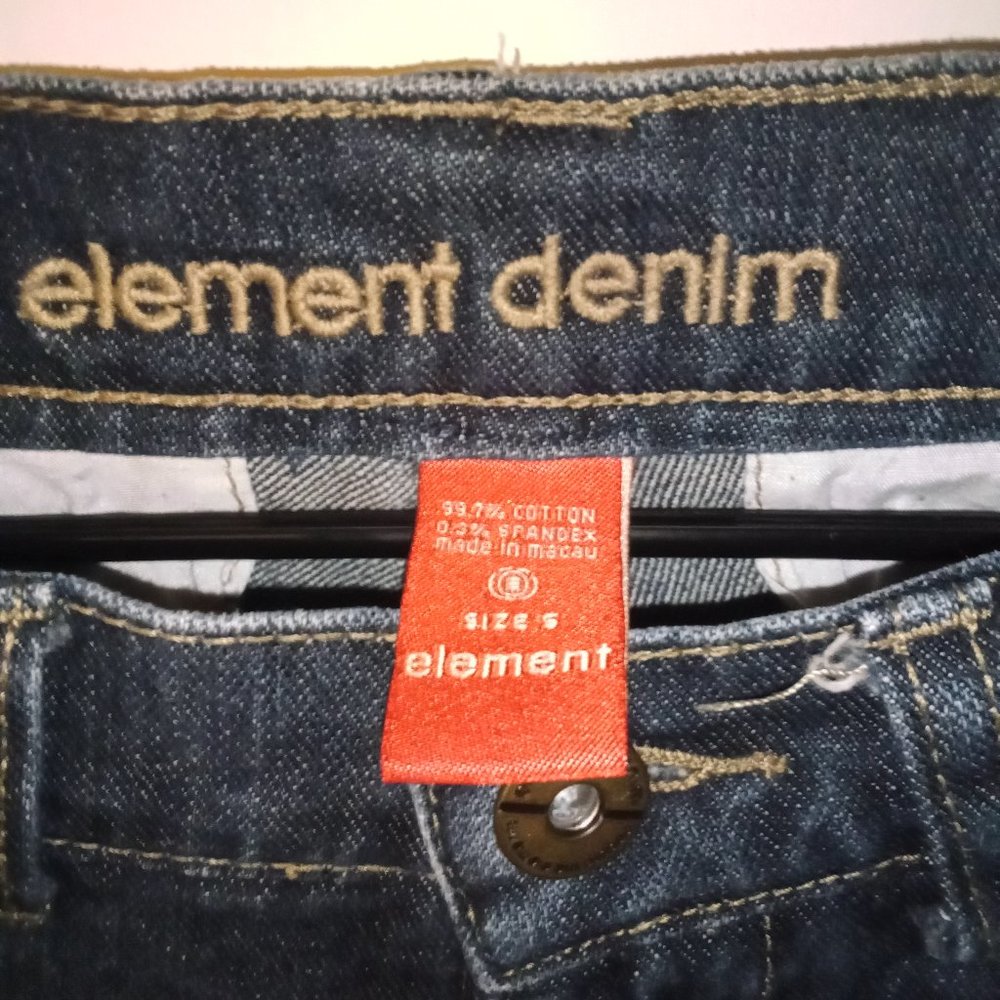 element denim
99.7% COTTON
0.3% SPANDEX
made in macau
SIZE 5
element